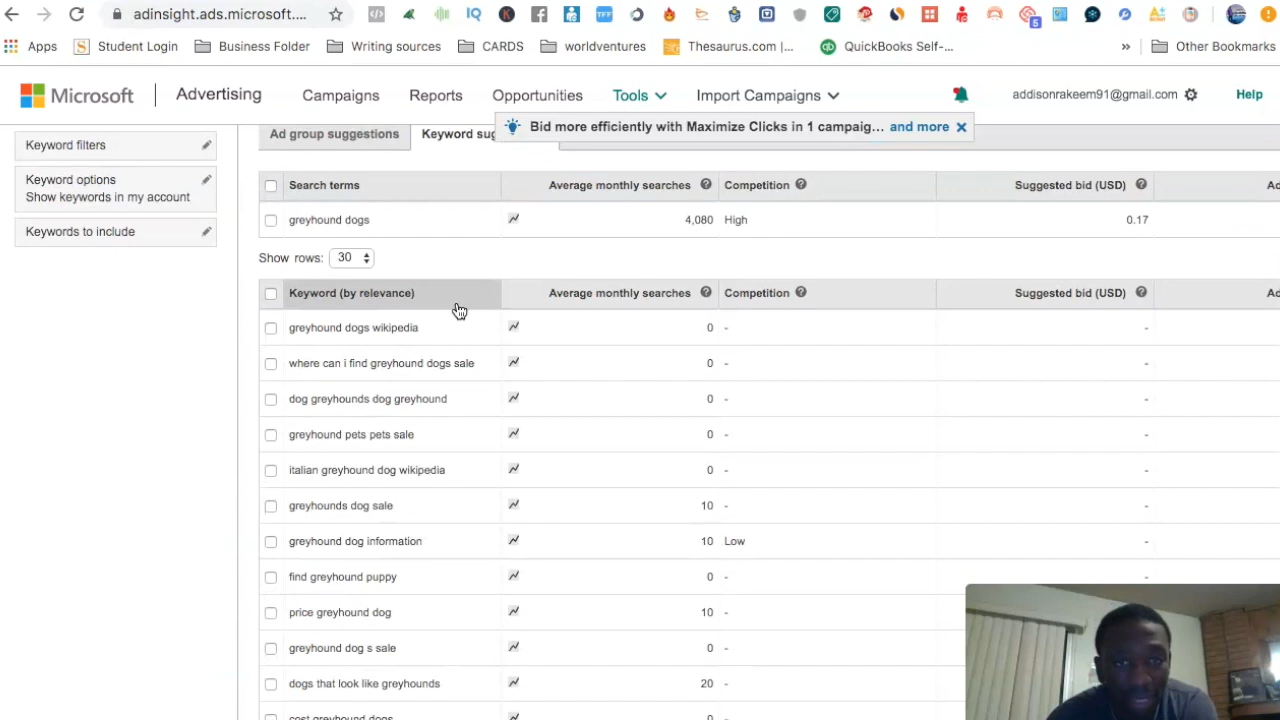 adinsight.ads.microsoft....
5
Apps Student Login Business Folder Writing sources CARDS worldventures Thesaurus.com |... QuickBooks Self-... » Other Bookmarks
Microsoft Advertising Campaigns Reports Opportunities Tools Import Campaigns addisonrakeem91@gmail.com Help
Bid more efficiently with Maximize Clicks in 1 campaig... and more
Ad group suggestions Keyword sug
Keyword filters
Keyword options
Show keywords in my account
Keywords to include
Search terms Average monthly searches Competition Suggested bid (USD) Ad
greyhound dogs 4,080 High 0.17
Show rows: 30
Keyword (by relevance) Average monthly searches Competition Suggested bid (USD) Ad
greyhound dogs wikipedia 0 - -
where can i find greyhound dogs sale 0 - -
dog greyhounds dog greyhound 0 - -
greyhound pets pets sale 0 - -
italian greyhound dog wikipedia 0 - -
greyhounds dog sale 10 - -
greyhound dog information 10 Low -
find greyhound puppy 0 - -
price greyhound dog 10 -
greyhound dog s sale 0 -
dogs that look like greyhounds 20 -
cost greyhound dogs 0 -